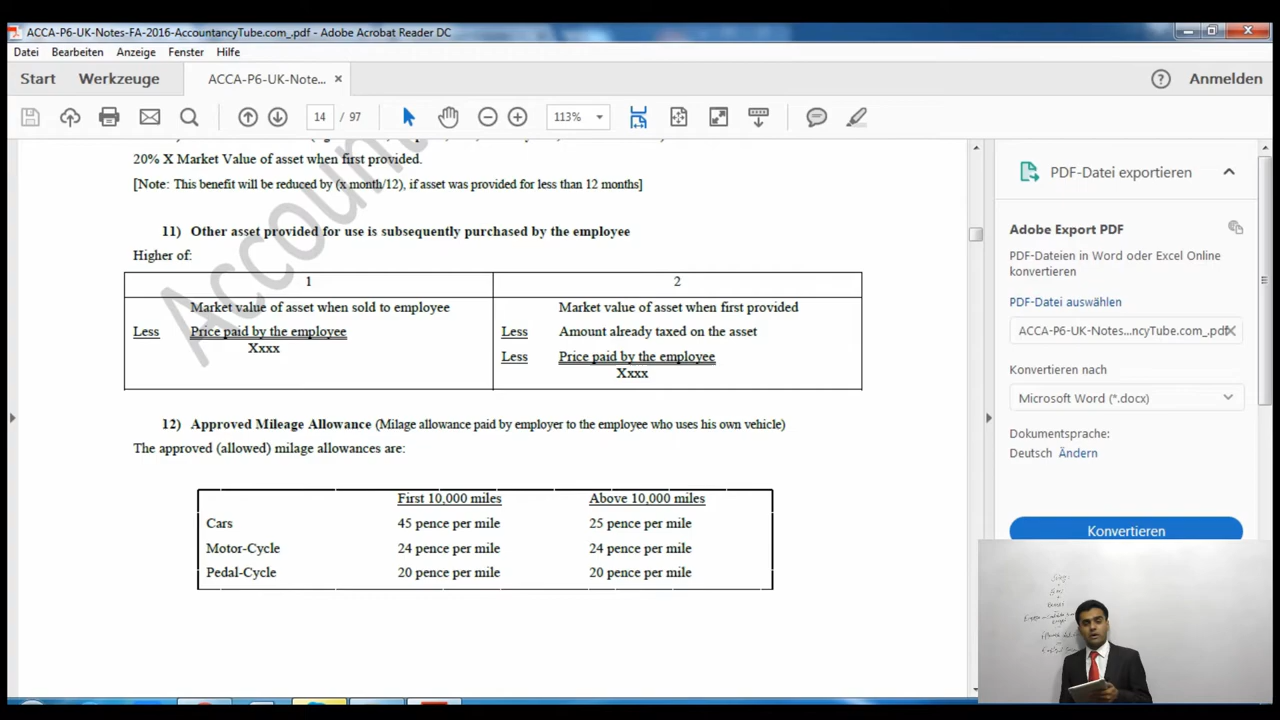 ACCA-P6-UK-Notes-FA-2016-AccountancyTube.com_.pdf - Adobe Acrobat Reader DC
Datei Bearbeiten Anzeige Fenster Hilfe
Start Werkzeuge ACCA-P6-UK-Note... × ? Anmelden
14 / 97 113%
20% X Market Value of asset when first provided.
[Note: This benefit will be reduced by (x month/12), if asset was provided for less than 12 months]
11) Other asset provided for use is subsequently purchased by the employee
Higher of:
1 2
Market value of asset when sold to employee
Less Price paid by the employee
Xxxx
Market value of asset when first provided
Less Amount already taxed on the asset
Less Price paid by the employee
Xxxx
12) Approved Mileage Allowance (Milage allowance paid by employer to the employee who uses his own vehicle)
The approved (allowed) milage allowances are:
First 10,000 miles Above 10,000 miles
Cars 45 pence per mile 25 pence per mile
Motor-Cycle 24 pence per mile 24 pence per mile
Pedal-Cycle 20 pence per mile 20 pence per mile
Account
PDF-Datei exportieren
Adobe Export PDF
PDF-Dateien in Word oder Excel Online
konvertieren
PDF-Datei auswählen
ACCA-P6-UK-Notes...ncyTube.com_.pdf
Konvertieren nach
Microsoft Word (*.docx)
Dokumentsprache:
Deutsch Ändern
Konvertieren